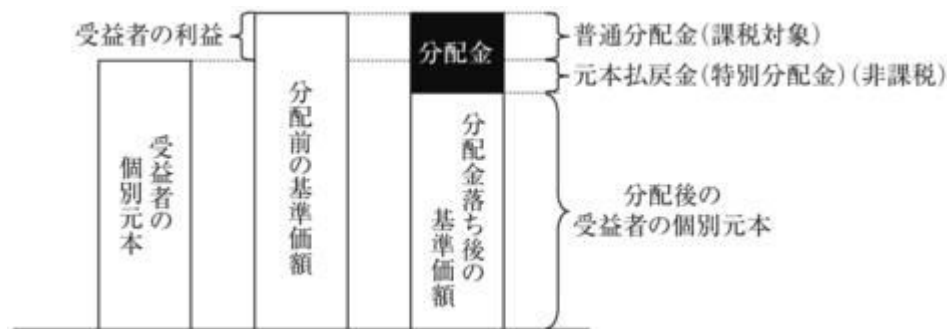 受益者の利益
受益者の
個別元本
分配前の基準価額
分配金
分配金落ち後の
基準価額
普通分配金(課税対象)
元本払戻金(特別分配金)(非課税)
分配後の
受益者の個別元本